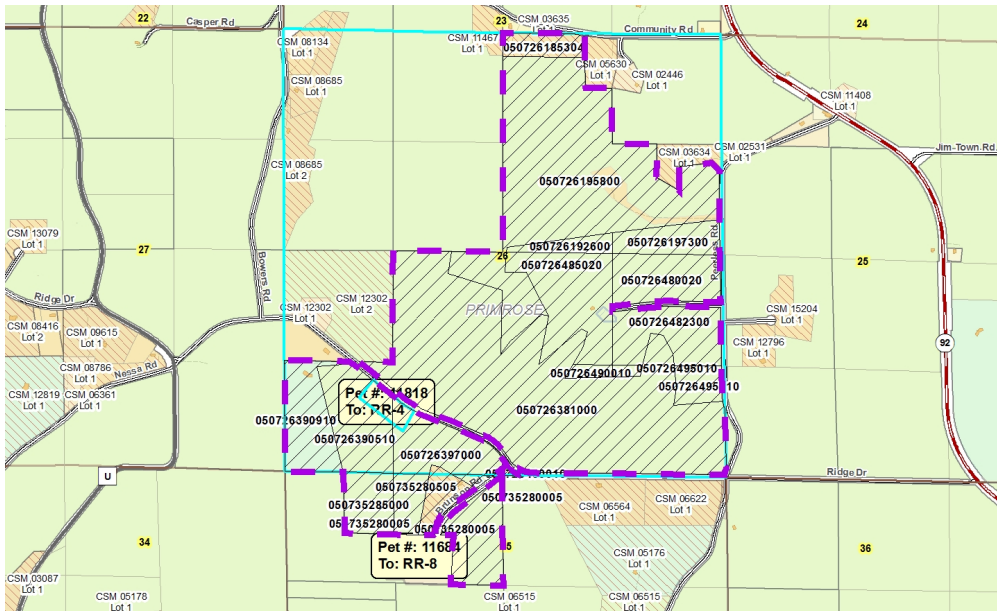 22
Casper Rd
23
CSM 03635
Lot 1
24
CSM 08134
Lot 1
CSM 11467
Lot 1
Community Rd
050726185304
CSM 05630
Lot 1
CSM 02446
Lot 1
CSM 08685
Lot 1
CSM 11408
Lot 1
CSM 03634
Lot 1
CSM 02531
Lot 1
Jim-Town Rd
CSM 08685
Lot 2
050726195800
CSM 13079
Lot 1
27
Bowers Rd
26
050726192600
050726197300
050726485020
25
050726480020
Ridge Dr
CSM 12302
Lot 1
CSM 12302
Lot 2
PRIMROSE
CSM 15204
Lot 1
050726482300
CSM 08416
Lot 2
CSM 09615
Lot 1
CSM 12796
Lot 1
92
CSM 08786
Lot 1
Nessa Rd
050726490010
050726495010
CSM 12819
Lot 1
CSM 06361
Lot 1
Pet #: 11818
To: RR-4
050726381000
050726390910
050726390510
050726397000
U
Ridge Dr
050735280505
050735280005
CSM 06622
Lot 1
CSM 06564
Lot 1
050735285000
050735280005
050735280005
34
Pet #: 11684
To: RR-8
36
CSM 05176
Lot 1
CSM 03087
Lot 1
CSM 05178
Lot 1
CSM 06515
Lot 1
CSM 06515
Lot 1